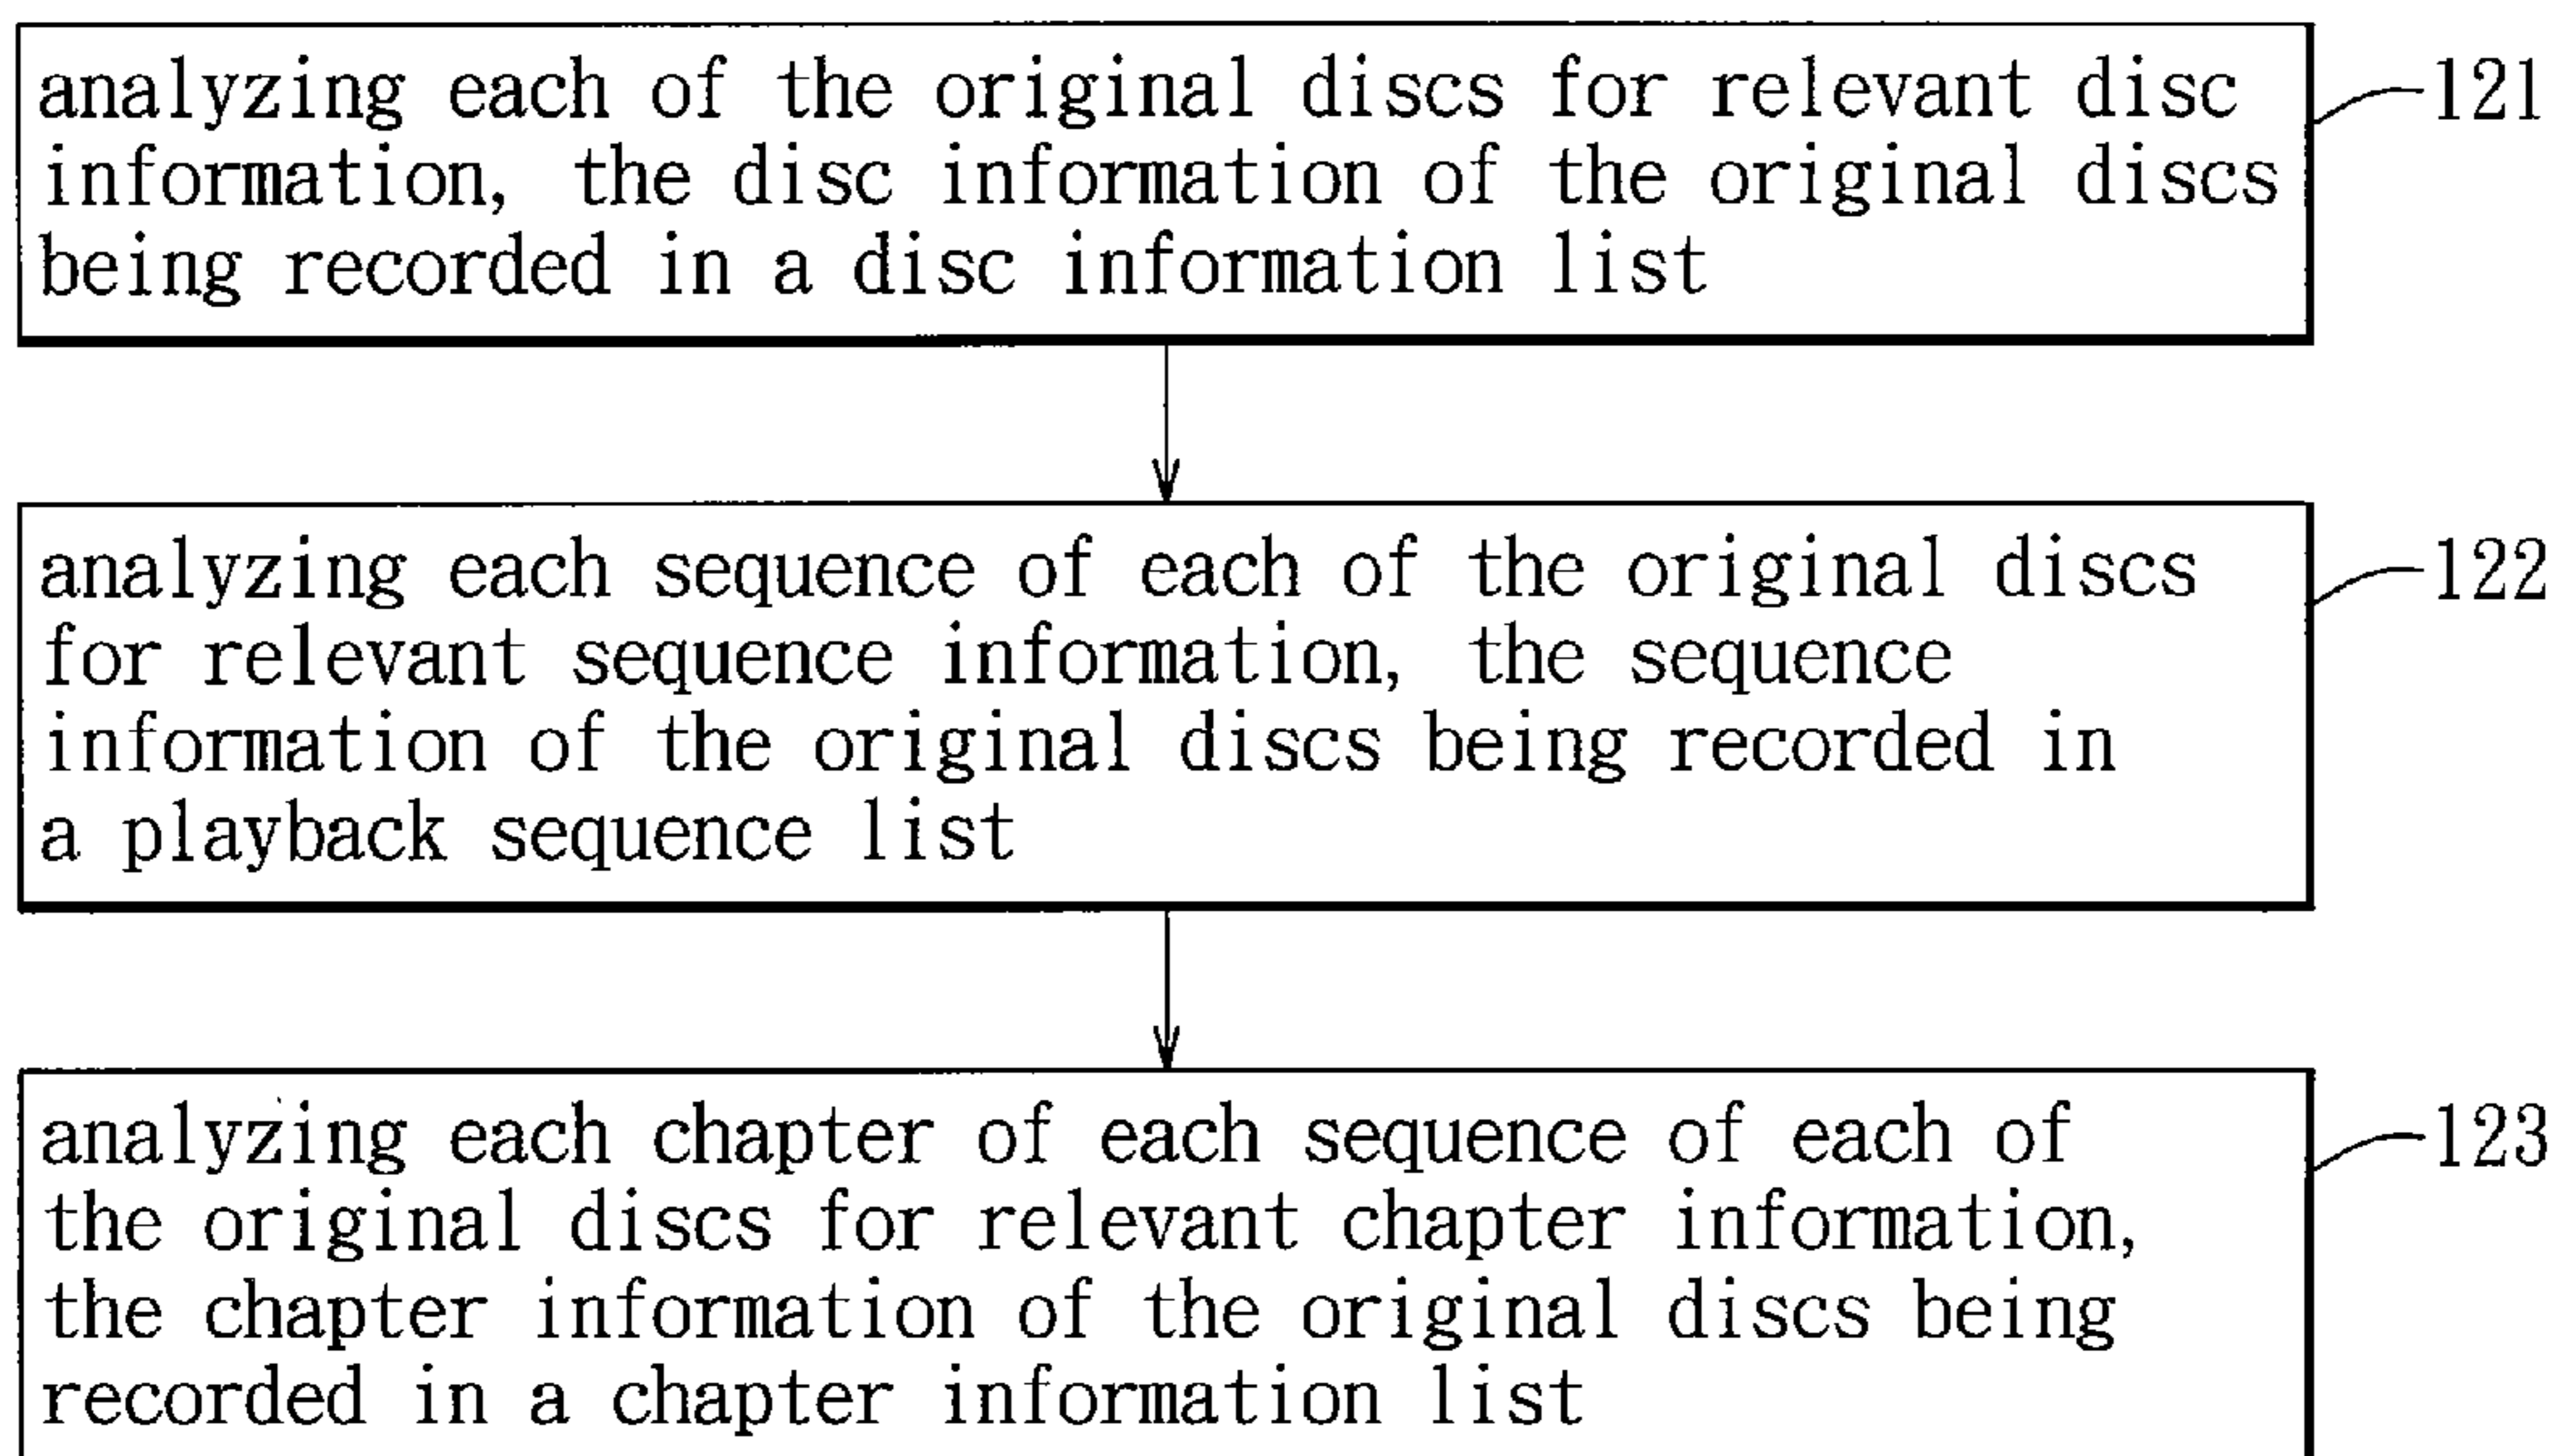 analyzing each of the original discs for relevant disc
information, the disc information of the original discs
being recorded in a disc information list
121
analyzing each sequence of each of the original discs
for relevant sequence information, the sequence
information of the original discs being recorded in
a playback sequence list
122
analyzing each chapter of each sequence of each of
the original discs for relevant chapter information,
the chapter information of the original discs being
recorded in a chapter information list
123